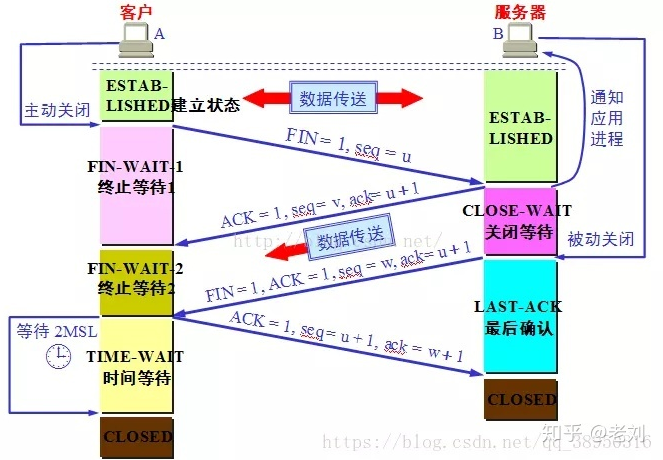 客户
服务器
A
B
ESTAB-
LISHED建立状态
数据传送
ESTAB-
LISHED
通知
应用
进程
主动关闭
FIN = 1, seq = u
FIN-WAIT-1
终止等待1
ACK = 1, seq = v, ack= u + 1
CLOSE-WAIT
关闭等待
数据传送
被动关闭
FIN-WAIT-2
终止等待2
FIN = 1, ACK = 1, seq = w, ack= u + 1
LAST-ACK
最后确认
等待 2MSL
ACK = 1, seq = u + 1, ack = w + 1
TIME-WAIT
时间等待
CLOSED
CLOSED
知乎 @老刘
https://blog.csdn.net/qq_38950316